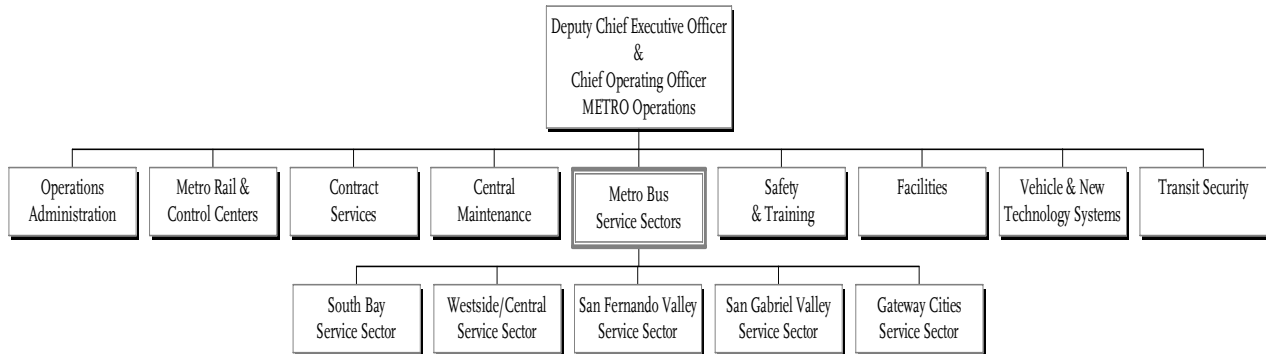 Deputy Chief Executive Officer
&
Chief Operating Officer
METRO Operations
Operations
Administration
Metro Rail &
Control Centers
Contract
Services
Central
Maintenance
Metro Bus
Service Sectors
Safety
& Training
Facilities
Vehicle & New
Technology Systems
Transit Security
South Bay
Service Sector
Westside/Central
Service Sector
San Fernando Valley
Service Sector
San Gabriel Valley
Service Sector
Gateway Cities
Service Sector